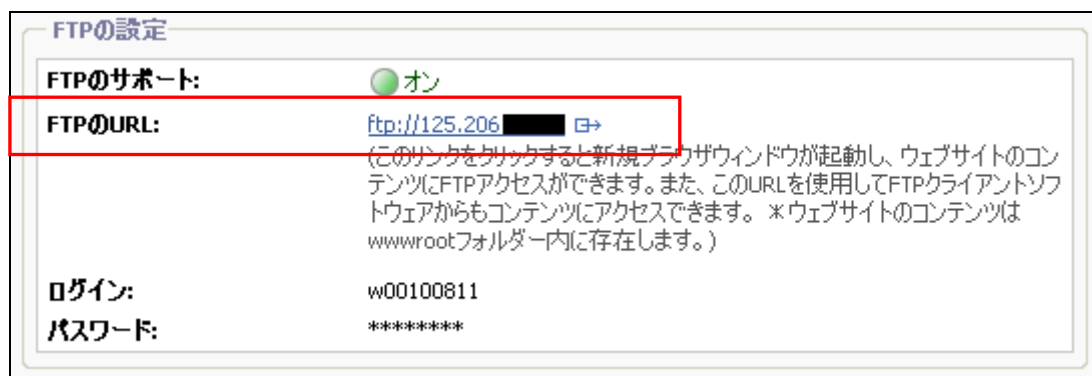 FTPの設定
FTPのサポート: オン
FTPのURL: ftp://125.206
(このリンクをクリックすると新規ブラウザウィンドウが起動し、ウェブサイトのコン
テンツにFTPアクセスができます。また、このURLを使用してFTPクライアントソフ
トウェアからもコンテンツにアクセスできます。 *ウェブサイトのコンテンツは
wwwrootフォルダー内に存在します。)
ログイン: w00100811
パスワード: ********